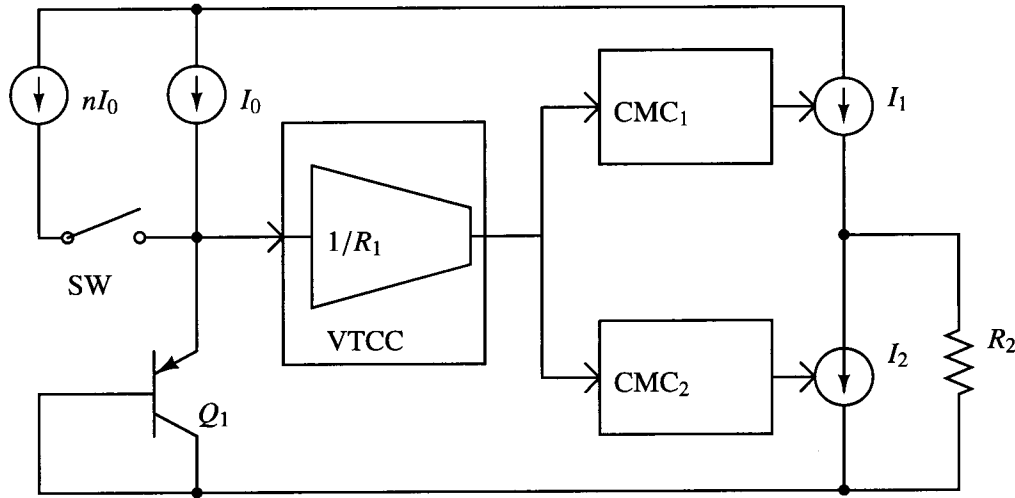 nI₀
I₀
CMC₁
I₁
1/R₁
SW
VTCC
CMC₂
I₂
R₂
Q₁